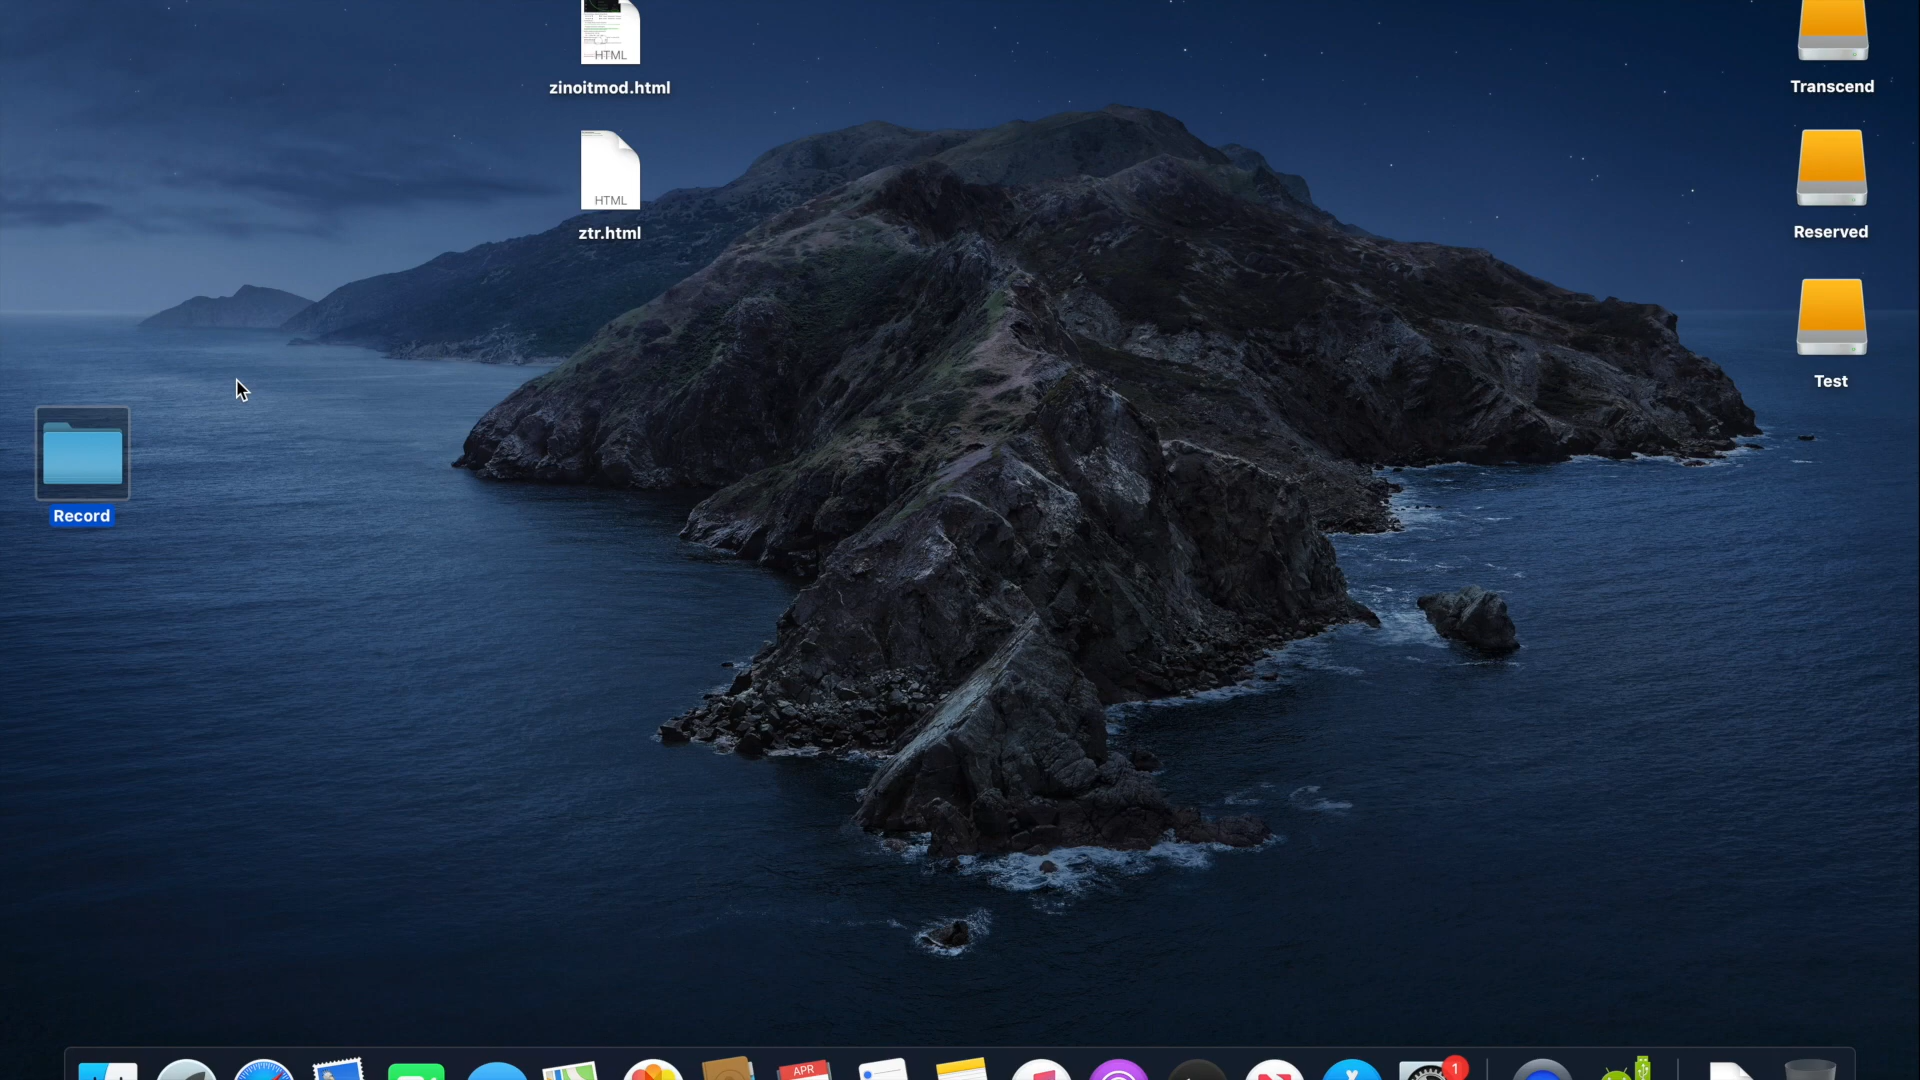 HTML
zinoitmod.html
HTML
ztr.html
Transcend
Reserved
Test
Record
APR
1